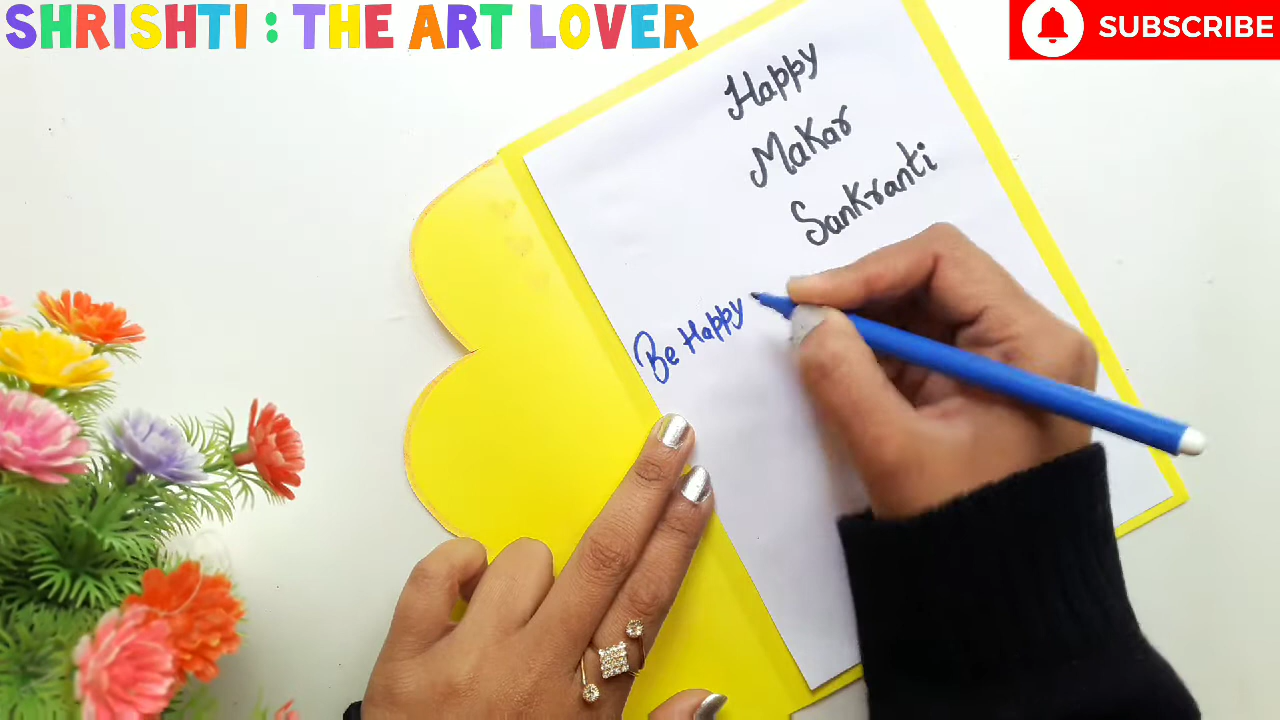 SHRISHTI : THE ART LOVER
SUBSCRIBE
Happy
Makar
Sankranti
Be Happy